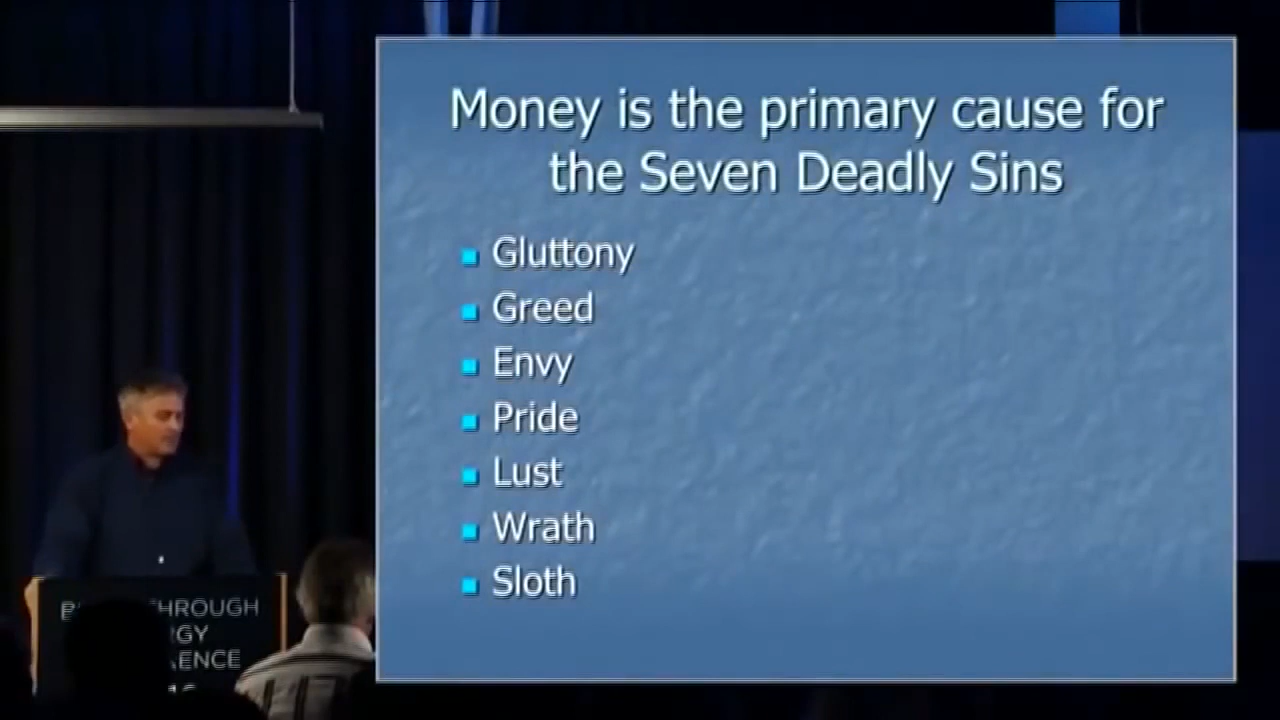 Money is the primary cause for
the Seven Deadly Sins
Gluttony
Greed
Envy
Pride
Lust
Wrath
Sloth